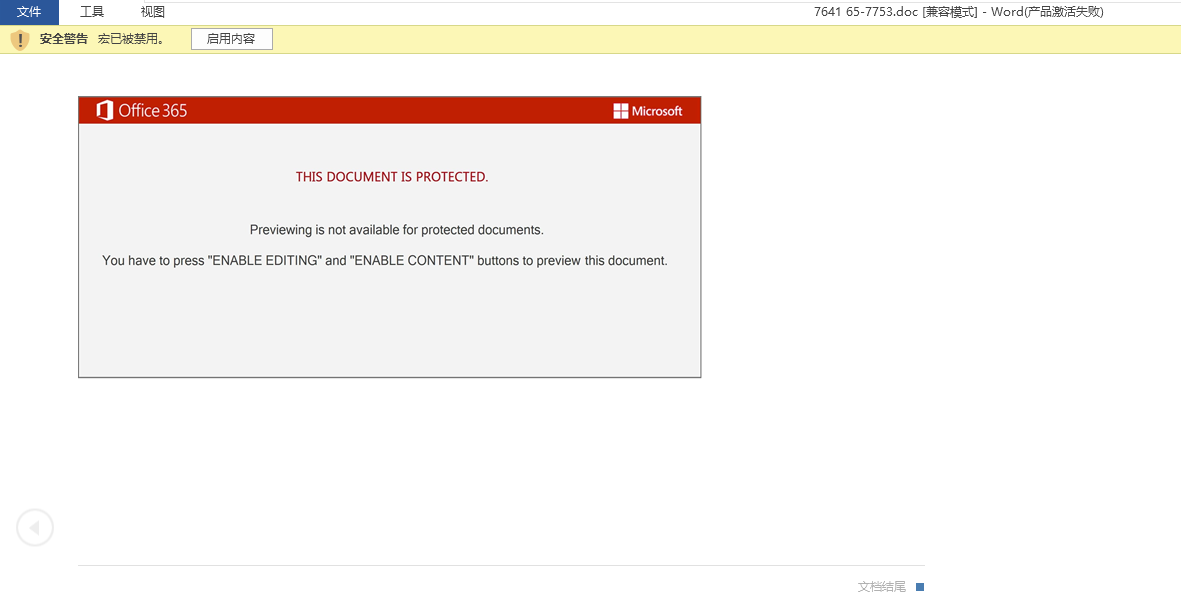 文件 工具 视图 7641 65-7753.doc [兼容模式] - Word(产品激活失败)
安全警告 宏已被禁用。 启用内容
Office 365 Microsoft
THIS DOCUMENT IS PROTECTED.
Previewing is not available for protected documents.
You have to press "ENABLE EDITING" and "ENABLE CONTENT" buttons to preview this document.
文档结尾